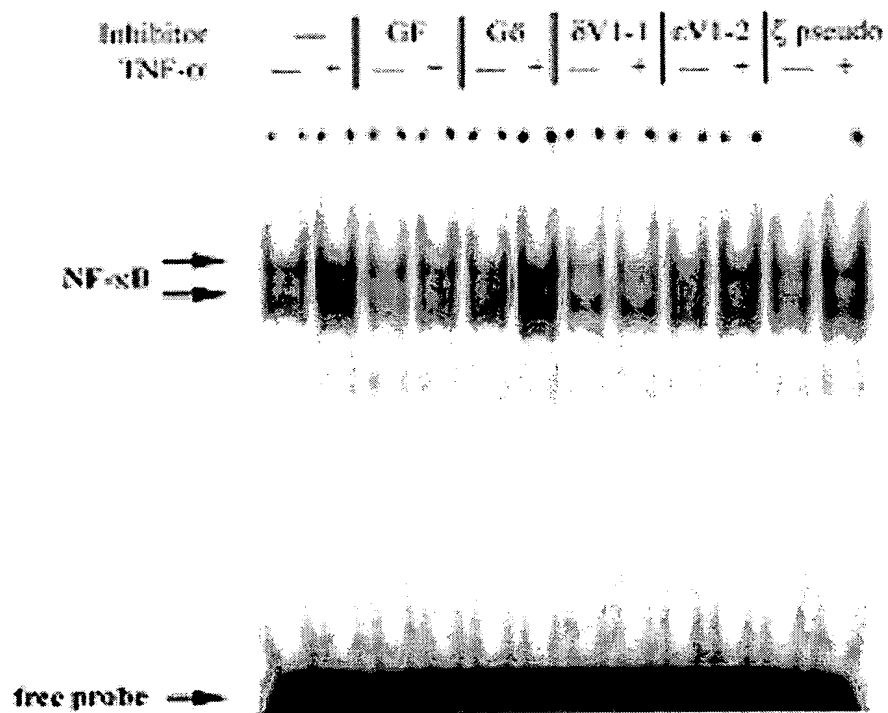 Inhibitor — GF Gö δV1-1 εV1-2 ζ pseudo
TNF-α — + — + — + — + — + — +
NF-κB
free probe